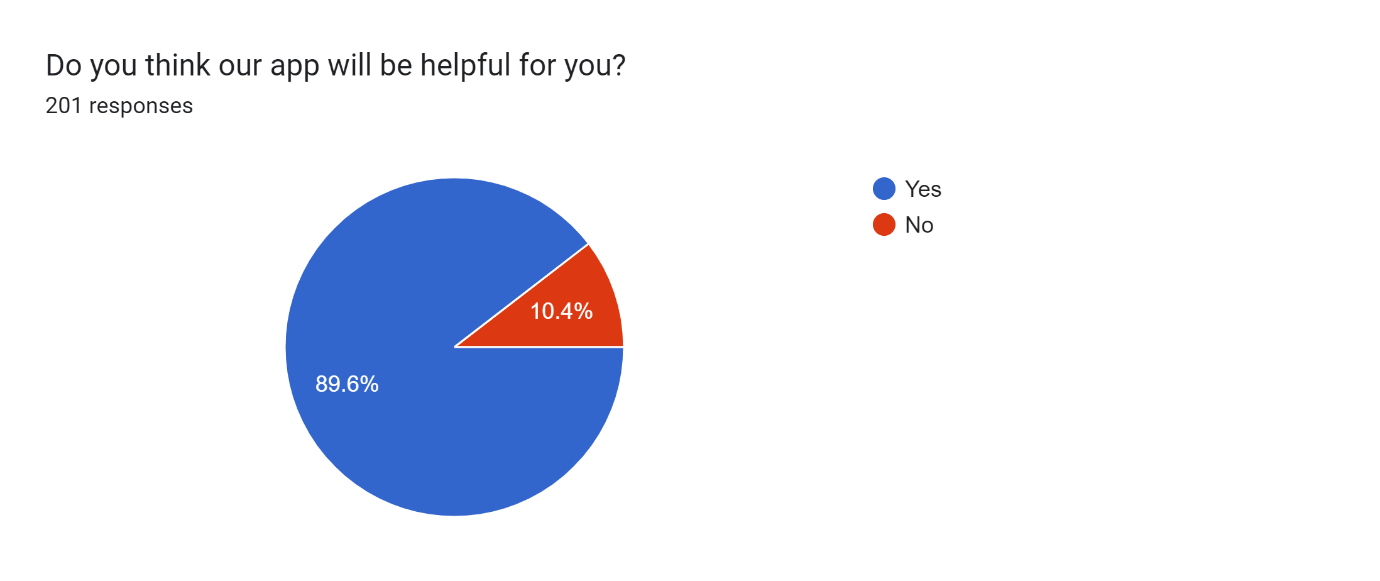 Do you think our app will be helpful for you?
201 responses
Yes
No
10.4%
89.6%